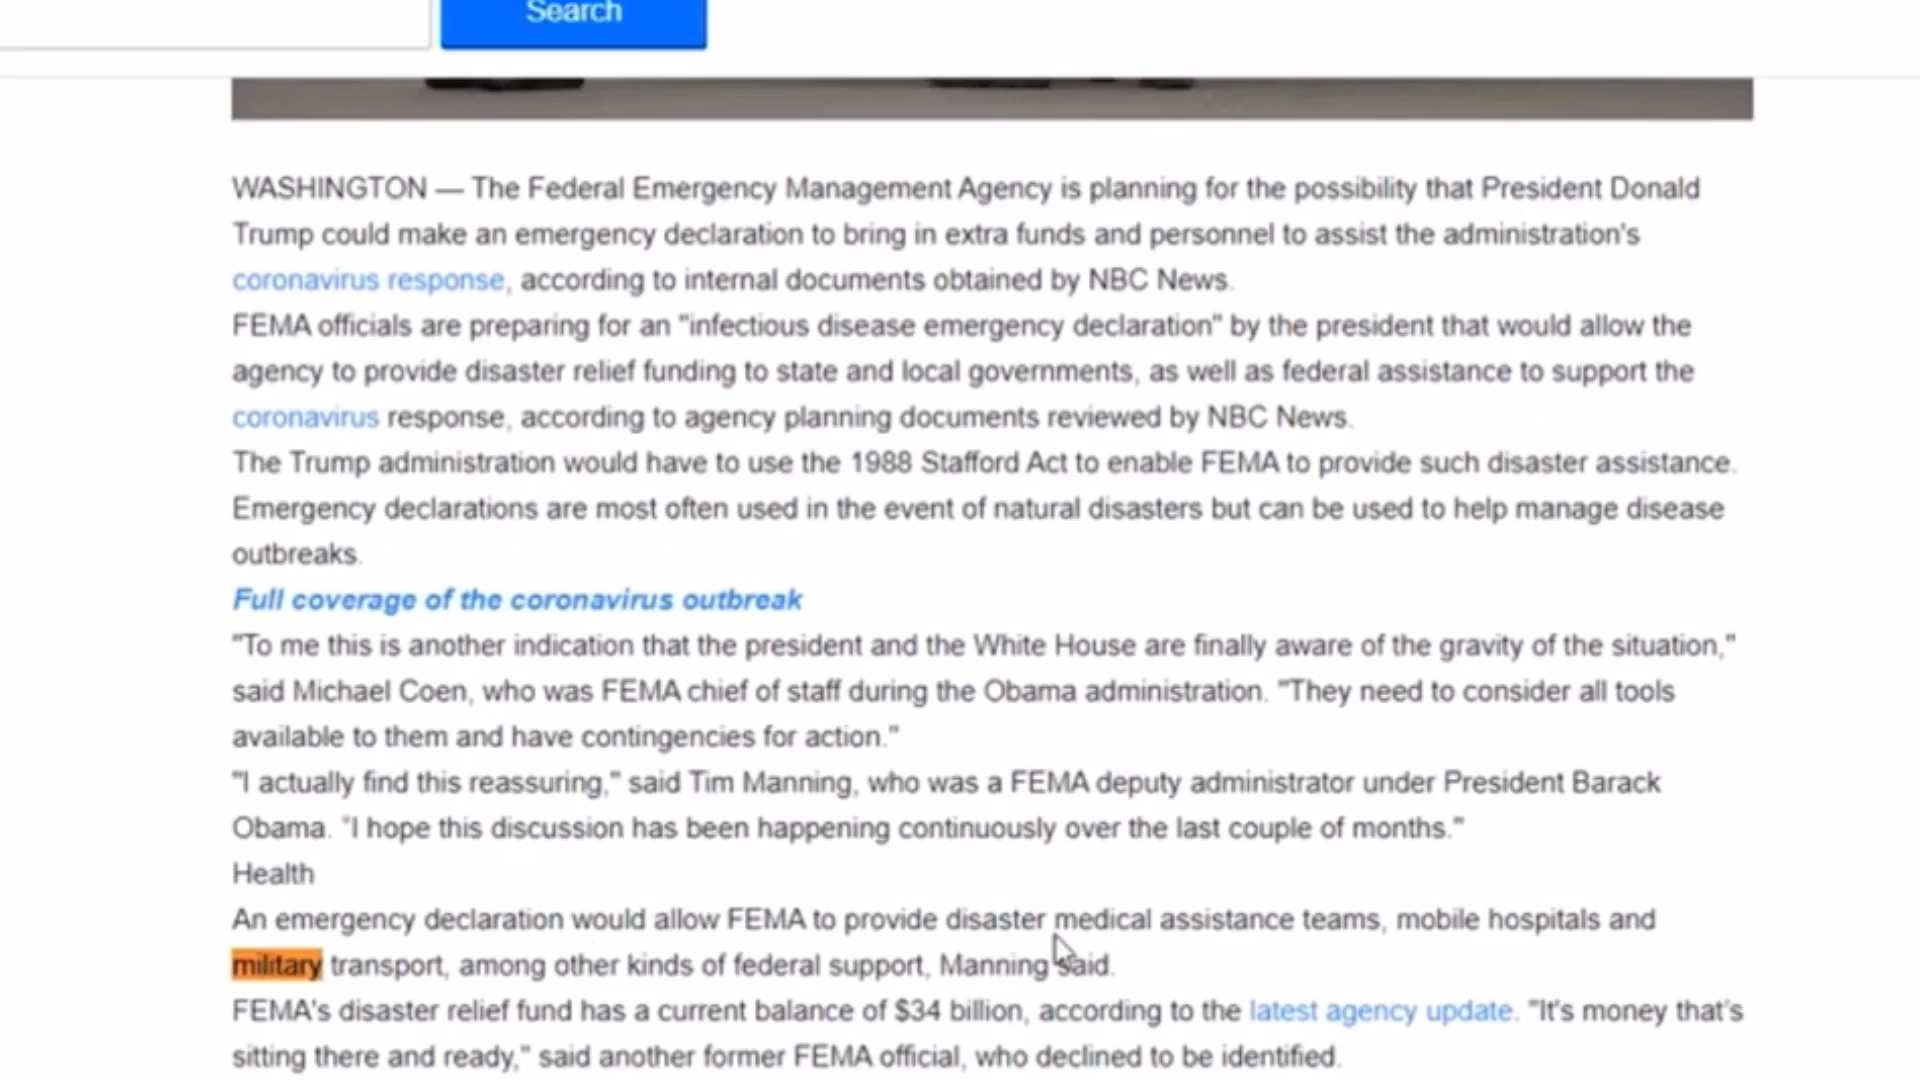 Search
WASHINGTON — The Federal Emergency Management Agency is planning for the possibility that President Donald
Trump could make an emergency declaration to bring in extra funds and personnel to assist the administration's
coronavirus response, according to internal documents obtained by NBC News.
FEMA officials are preparing for an "infectious disease emergency declaration" by the president that would allow the
agency to provide disaster relief funding to state and local governments, as well as federal assistance to support the
coronavirus response, according to agency planning documents reviewed by NBC News.
The Trump administration would have to use the 1988 Stafford Act to enable FEMA to provide such disaster assistance.
Emergency declarations are most often used in the event of natural disasters but can be used to help manage disease
outbreaks.
Full coverage of the coronavirus outbreak
"To me this is another indication that the president and the White House are finally aware of the gravity of the situation,"
said Michael Coen, who was FEMA chief of staff during the Obama administration. "They need to consider all tools
available to them and have contingencies for action."
"I actually find this reassuring," said Tim Manning, who was a FEMA deputy administrator under President Barack
Obama. "I hope this discussion has been happening continuously over the last couple of months."
Health
An emergency declaration would allow FEMA to provide disaster medical assistance teams, mobile hospitals and
military transport, among other kinds of federal support, Manning said.
FEMA's disaster relief fund has a current balance of $34 billion, according to the latest agency update. "It's money that's
sitting there and ready," said another former FEMA official, who declined to be identified.